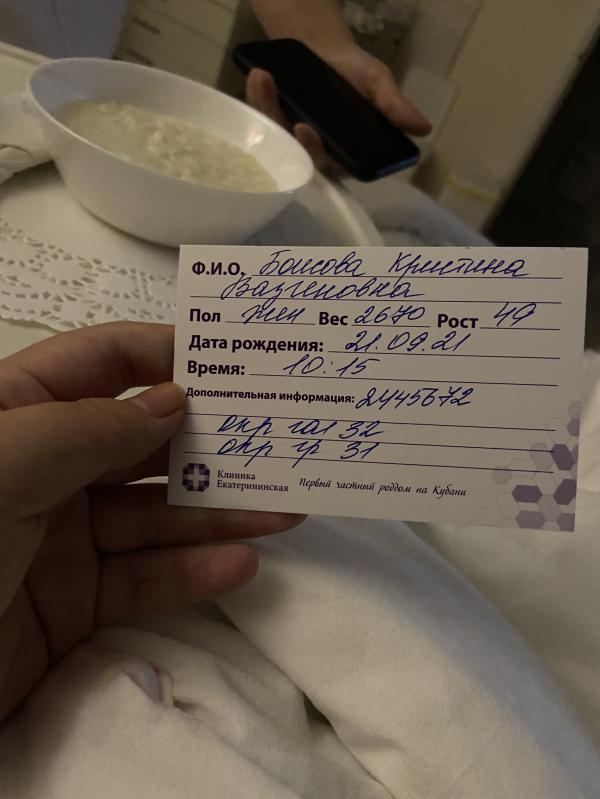 Ф.И.О. Боисова Кристина
Вазгеновна
Пол жен Вес 2670 Рост 49
Дата рождения: 21.09.21
Время: 10:15
Дополнительная информация: 2445672
окр гол 32
окр гр 31
Клиника
Екатерининская
Первый частный роддом на Кубани